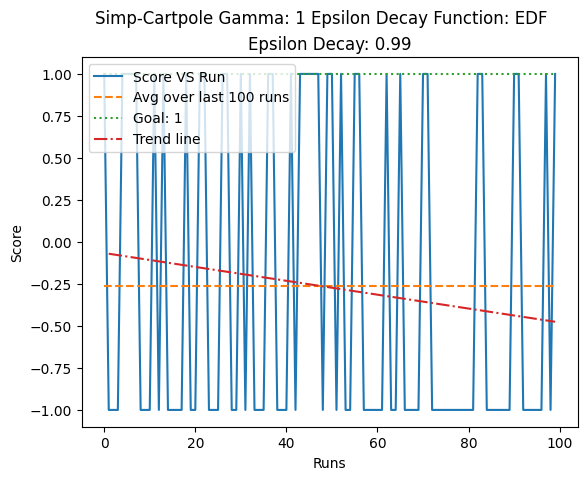 Simp-Cartpole Gamma: 1 Epsilon Decay Function: EDF
Epsilon Decay: 0.99
1.00
0.75
0.50
0.25
0.00
−0.25
−0.50
−0.75
−1.00
Score
Score VS Run
Avg over last 100 runs
Goal: 1
Trend line
0 20 40 60 80 100
Runs